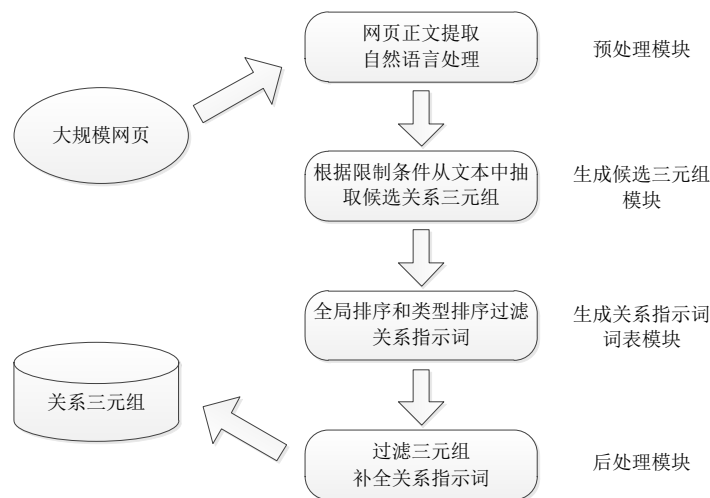 网页正文提取
自然语言处理
预处理模块
大规模网页
根据限制条件从文本中抽
取候选关系三元组
生成候选三元组
模块
全局排序和类型排序过滤
关系指示词
生成关系指示词
词表模块
关系三元组
过滤三元组
补全关系指示词
后处理模块